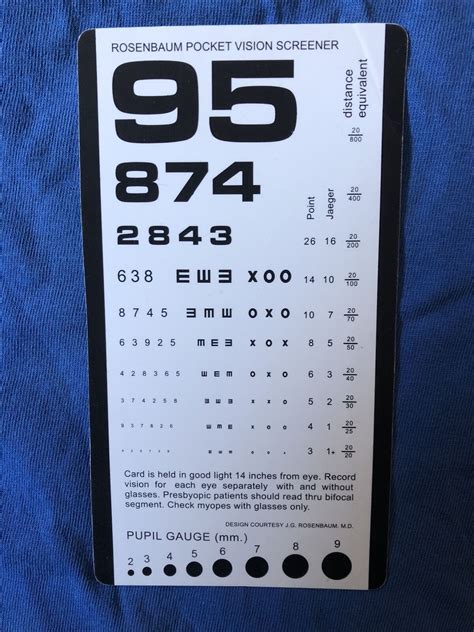 ROSENBAUM POCKET VISION SCREENER
95 distance equivalent 20/800
874 20/400
Point Jaeger
2843 26 16 20/200
638 E Ш Ǝ X O O 14 10 20/100
8745 Ǝ M Ш O X O 10 7 20/70
63925 M E Ǝ X O X 8 5 20/50
428365 Ш E M O X O 6 3 20/40
5 2 20/30
4 1 20/25
3 1+ 20/20
Card is held in good light 14 inches from eye. Record
vision for each eye separately with and without
glasses. Presbyopic patients should read thru bifocal
segment. Check myopes with glasses only.
DESIGN COURTESY J.G. ROSENBAUM, M.D.
PUPIL GAUGE (mm.)
2 3 4 5 6 7 8 9